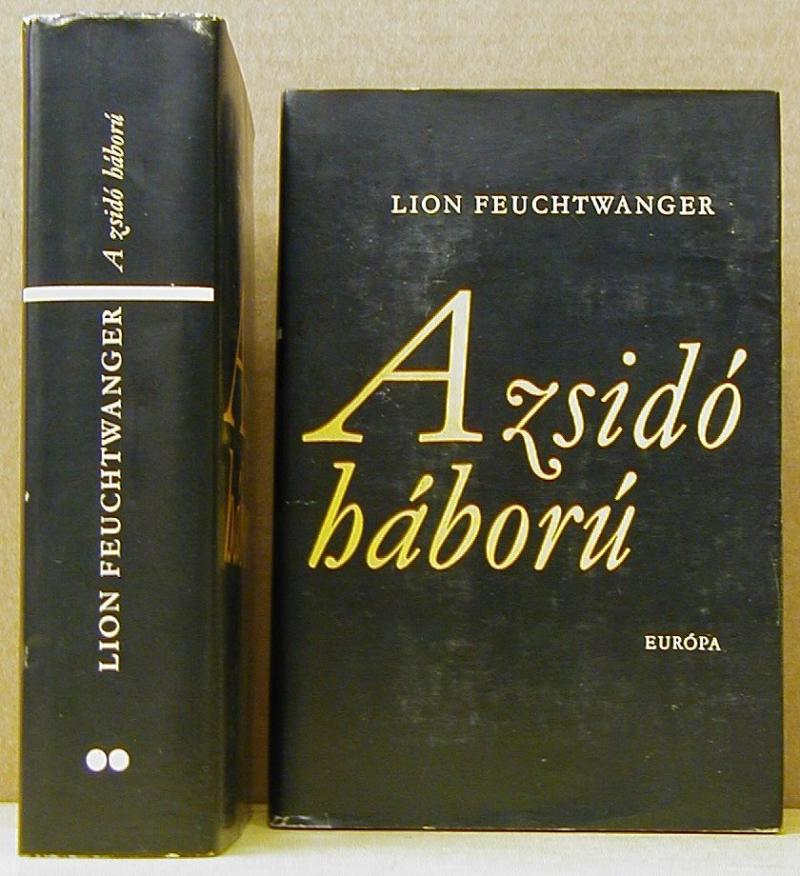 A zsidó háború
LION FEUCHTWANGER
LION FEUCHTWANGER
A zsidó
háború
EURÓPA